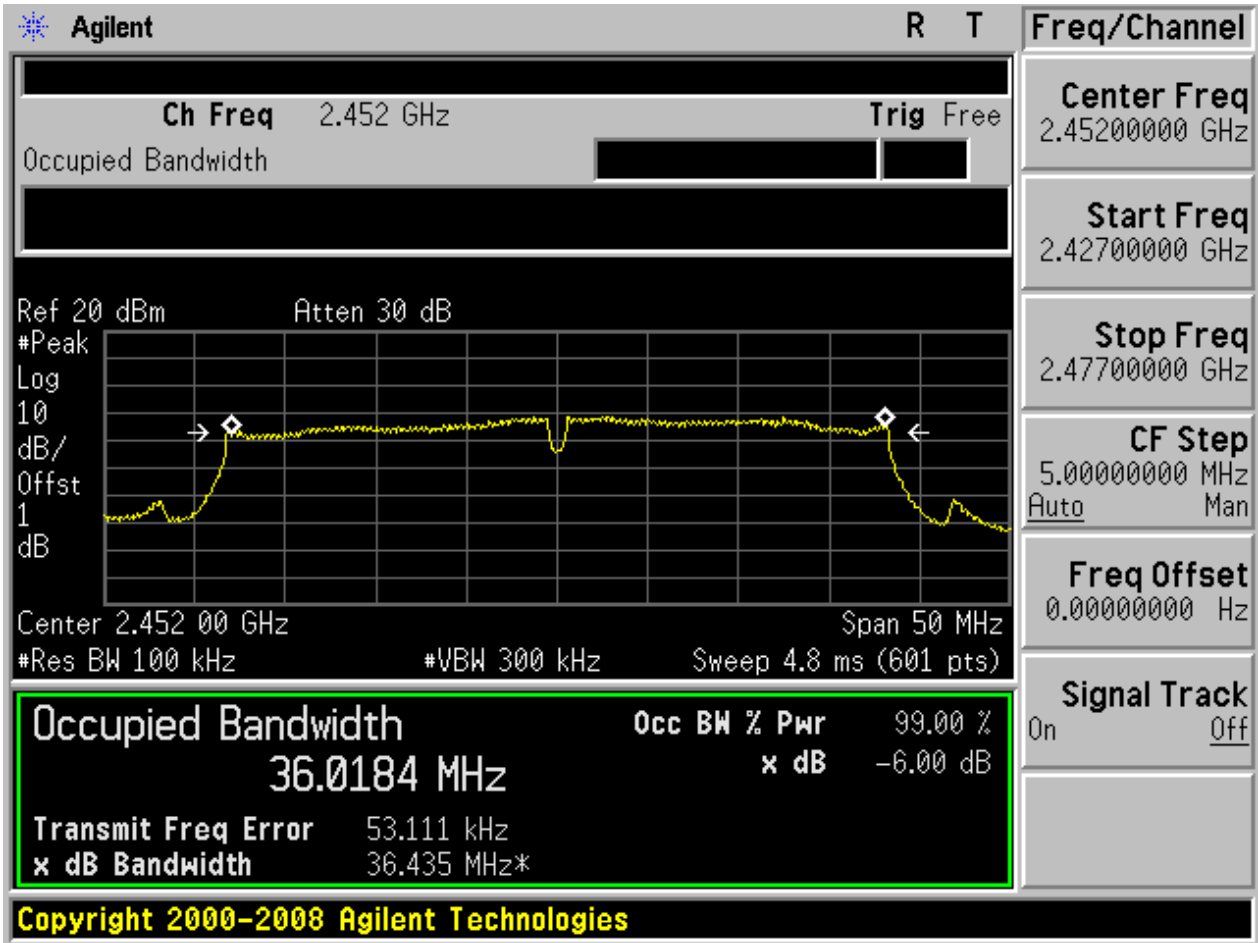 Agilent R T Freq/Channel
Ch Freq 2.452 GHz Trig Free
Occupied Bandwidth
Center Freq
2.45200000 GHz
Start Freq
2.42700000 GHz
Stop Freq
2.47700000 GHz
CF Step
5.00000000 MHz
Auto Man
Freq Offset
0.00000000 Hz
Signal Track
On Off
Ref 20 dBm Atten 30 dB
#Peak
Log
10
dB/
Offst
1
dB
Center 2.452 00 GHz Span 50 MHz
#Res BW 100 kHz #VBW 300 kHz Sweep 4.8 ms (601 pts)
Occupied Bandwidth Occ BW % Pwr 99.00 %
36.0184 MHz x dB -6.00 dB
Transmit Freq Error 53.111 kHz
x dB Bandwidth 36.435 MHz*
Copyright 2000-2008 Agilent Technologies